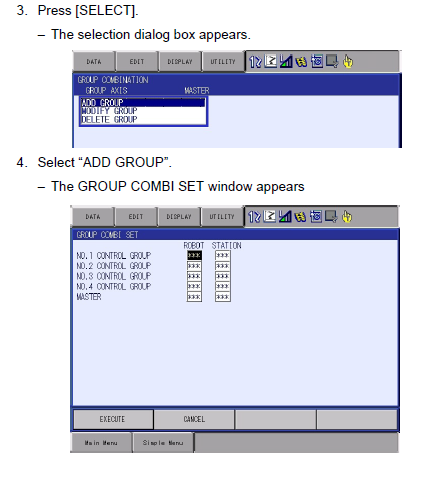 3. Press [SELECT].
– The selection dialog box appears.
DATA EDIT DISPLAY UTILITY
GROUP COMBINATION
GROUP AXIS MASTER
ADD GROUP
MODIFY GROUP
DELETE GROUP
4. Select “ADD GROUP”.
– The GROUP COMBI SET window appears
DATA EDIT DISPLAY UTILITY
GROUP COMBI SET
ROBOT STATION
NO.1 CONTROL GROUP *** ***
NO.2 CONTROL GROUP *** ***
NO.3 CONTROL GROUP *** ***
NO.4 CONTROL GROUP *** ***
MASTER *** ***
EXECUTE CANCEL
Main Menu Simple Menu